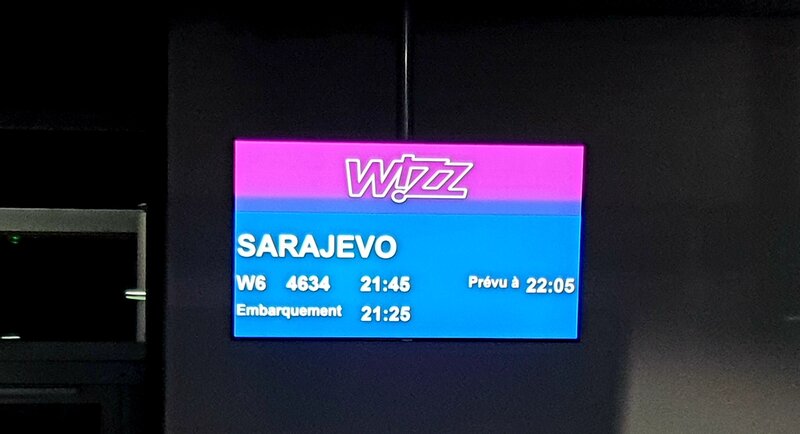 WIZZ
SARAJEVO
W6 4634 21:45 Prévu à 22:05
Embarquement 21:25